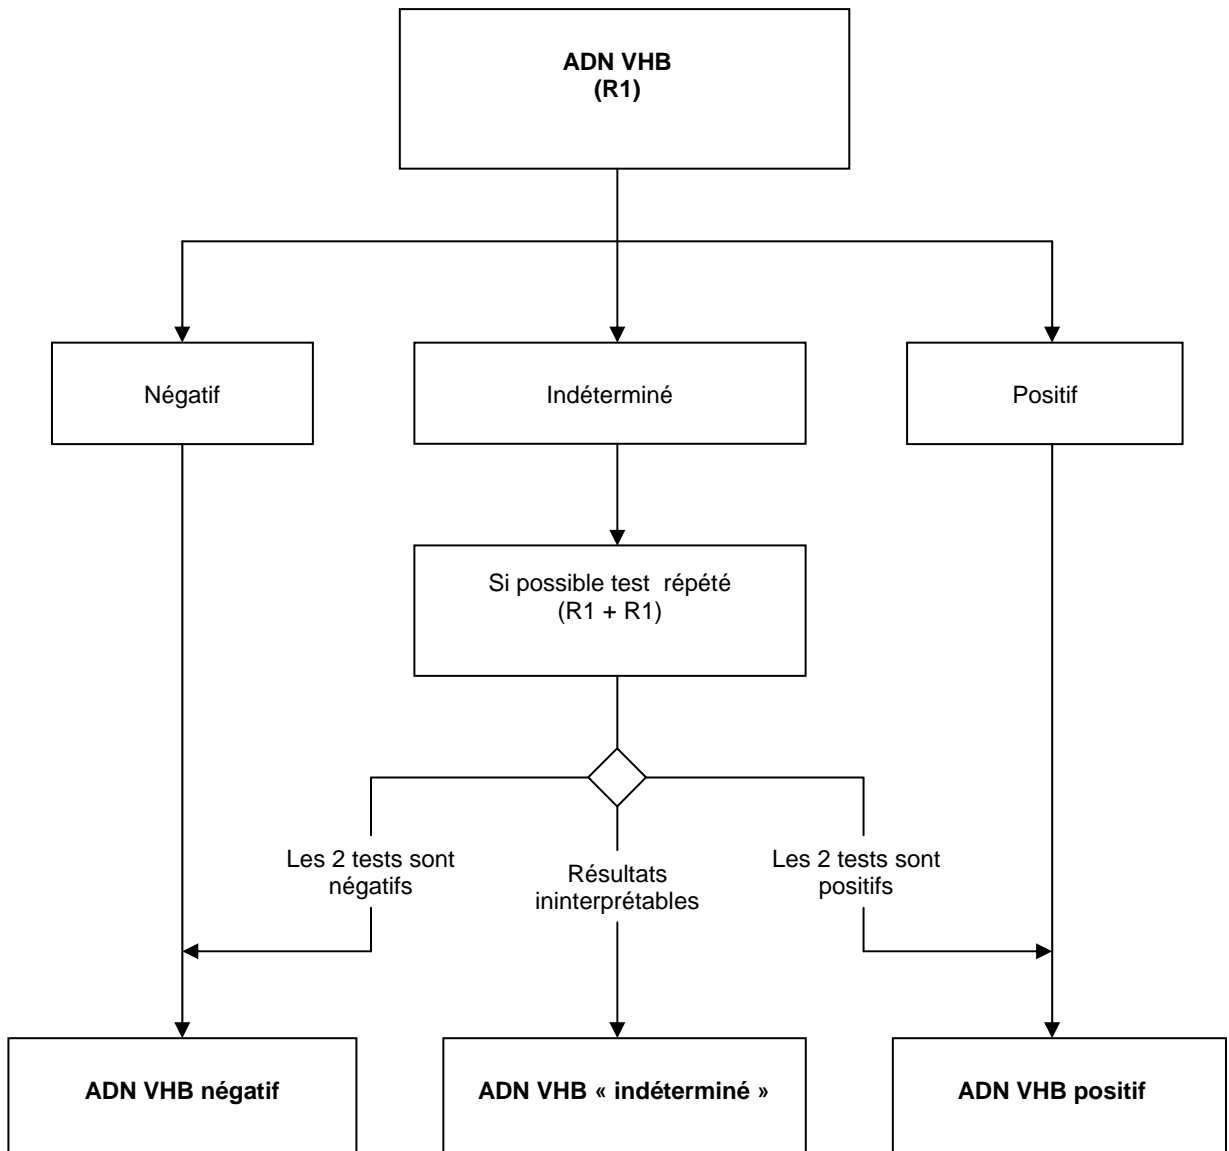 ADN VHB
(R1)
Négatif
Indéterminé
Positif
Si possible test répété
(R1 + R1)
Les 2 tests sont
négatifs
Résultats
ininterprétables
Les 2 tests sont
positifs
ADN VHB négatif
ADN VHB « indéterminé »
ADN VHB positif